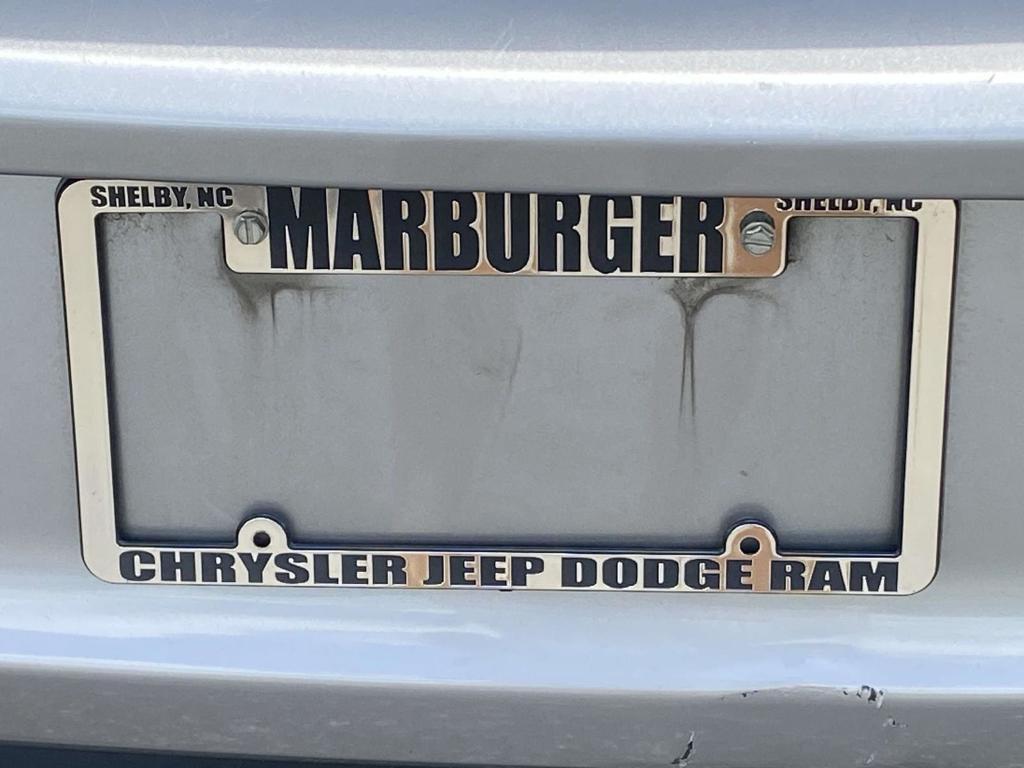 SHELBY, NC MARBURGER SHELBY, NC
CHRYSLER JEEP DODGE RAM